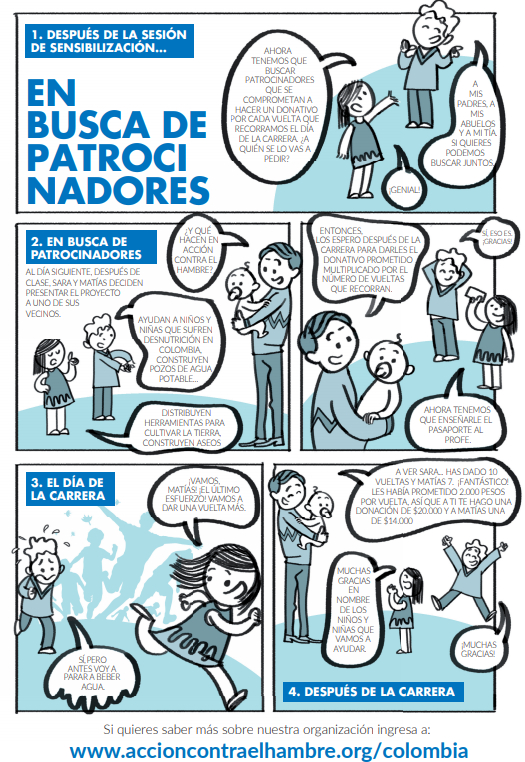 1. DESPUÉS DE LA SESIÓN
DE SENSIBILIZACIÓN...
EN
BUSCA DE
PATROCI
NADORES
AHORA
TENEMOS QUE
BUSCAR
PATROCINADORES
QUE SE
COMPROMETAN A
HACER UN DONATIVO
POR CADA VUELTA QUE
RECORRAMOS EL DÍA
DE LA CARRERA. ¿A
QUIÉN SE LO VAS A
PEDIR?
A
MIS
PADRES, A
MIS
ABUELOS
Y A MI TÍA.
SI QUIERES
PODEMOS
BUSCAR JUNTOS.
¡GENIAL!
2. EN BUSCA DE
PATROCINADORES
AL DÍA SIGUIENTE, DESPUÉS DE
CLASE, SARA Y MATÍAS DECIDEN
PRESENTAR EL PROYECTO
A UNO DE SUS
VECINOS.
¿Y QUÉ
HACEN EN
ACCIÓN
CONTRA EL
HAMBRE?
AYUDAN A NIÑOS Y
NIÑAS QUE SUFREN
DESNUTRICIÓN EN
COLOMBIA,
CONSTRUYEN
POZOS DE AGUA
POTABLE...
DISTRIBUYEN
HERRAMIENTAS PARA
CULTIVAR LA TIERRA,
CONSTRUYEN ASEOS
ENTONCES,
LOS ESPERO DESPUÉS DE LA
CARRERA PARA DARLES EL
DONATIVO PROMETIDO
MULTIPLICADO POR EL
NÚMERO DE VUELTAS
QUE RECORRAN.
SÍ, ESO ES,
¡GRACIAS!
AHORA TENEMOS
QUE ENSEÑARLE EL
PASAPORTE AL
PROFE.
3. EL DÍA DE
LA CARRERA
¡VAMOS,
MATÍAS! ¡EL ÚLTIMO
ESFUERZO! VAMOS A
DAR UNA VUELTA MÁS.
SÍ, PERO
ANTES VOY A
PARAR A BEBER
AGUA.
A VER SARA... HAS DADO 10
VUELTAS Y MATÍAS 7. ¡FANTÁSTICO!
LES HABÍA PROMETIDO 2.000 PESOS
POR VUELTA, ASÍ QUE A TI TE HAGO UNA
DONACIÓN DE $20.000 Y A MATÍAS UNA
DE $14.000
MUCHAS
GRACIAS
EN
NOMBRE
DE LOS
NIÑOS Y
NIÑAS QUE
VAMOS A
AYUDAR.
¡MUCHAS
GRACIAS!
4. DESPUÉS DE LA CARRERA
Si quieres saber más sobre nuestra organización ingresa a:
www.accioncontraelhambre.org/colombia